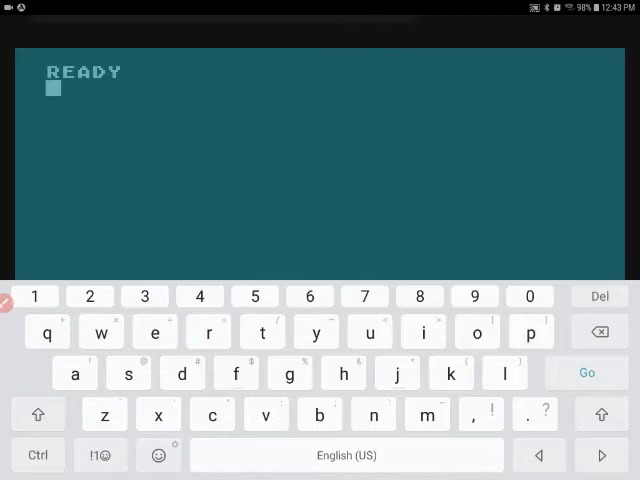 98% 12:43 PM
READY
1 2 3 4 5 6 7 8 9 0 Del
q w e r t y u i o p
a s d f g h j k l Go
z x c v b n m , ! . ?
Ctrl !1☺ English (US)